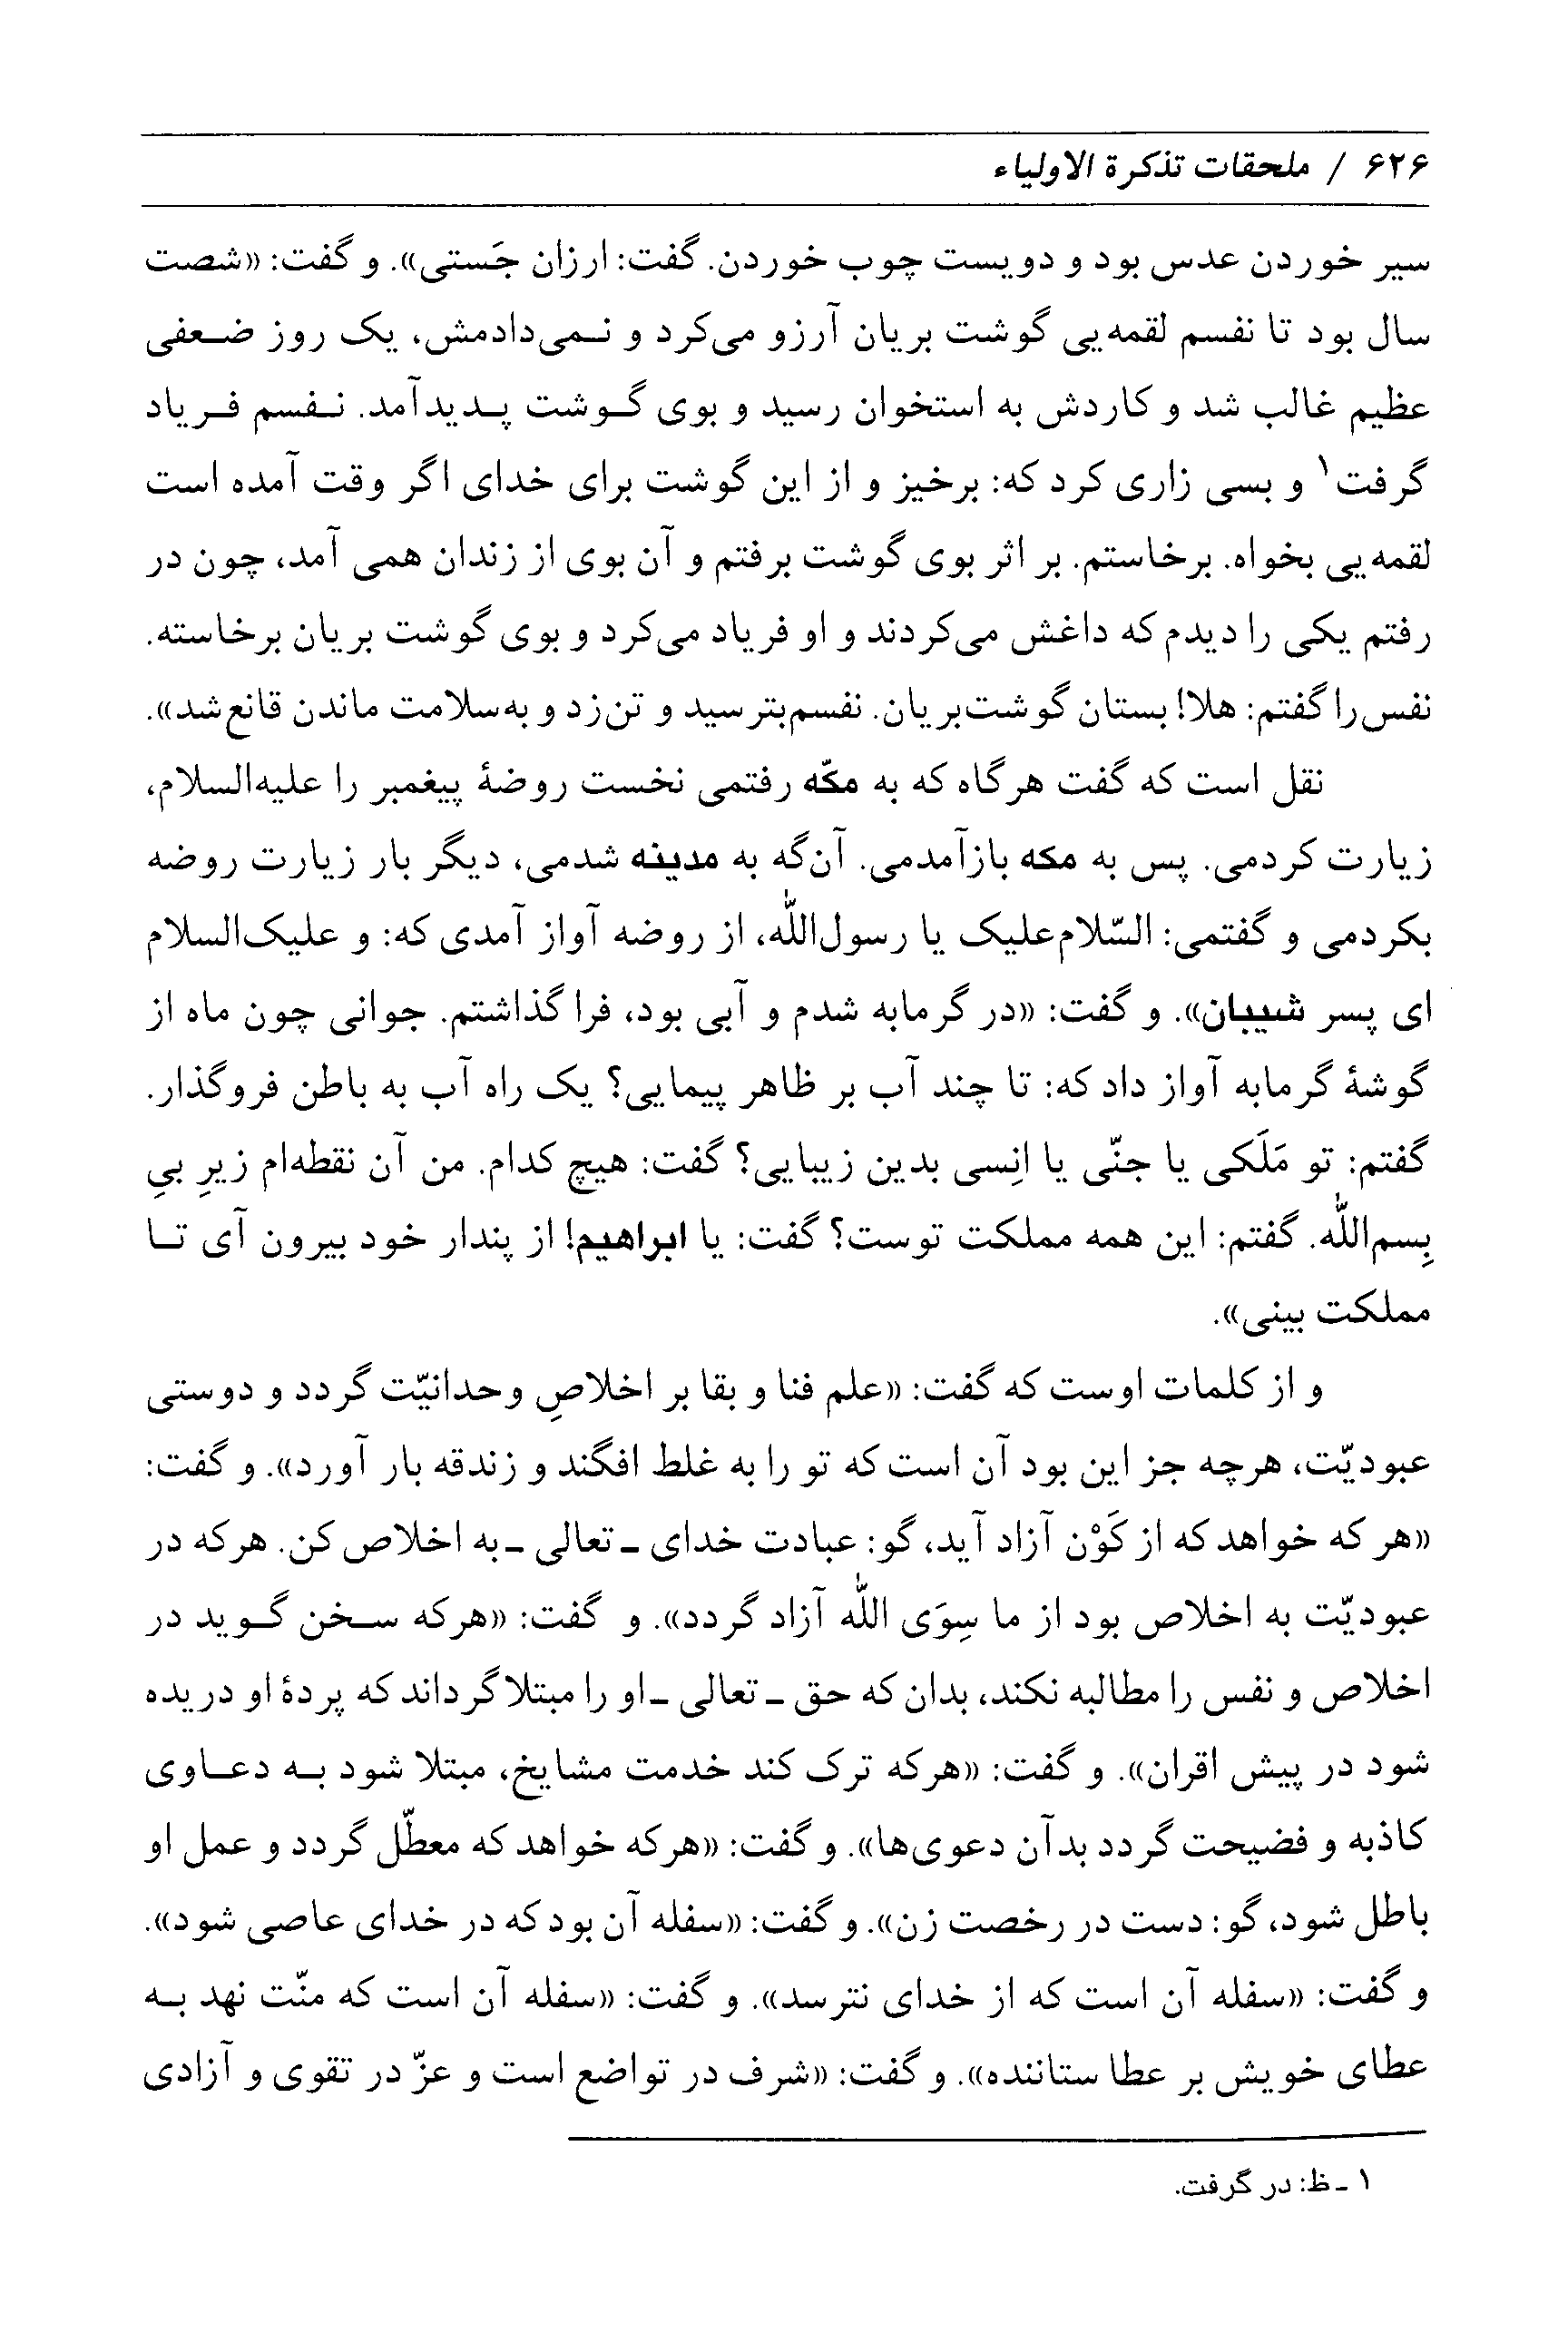 ۶۲۶ / ملحقات تذکرة الاولیاء
سیر خوردن عدس بود و دویست چوب خوردن. گفت: ارزان جَستی». و گفت: «شصت
سال بود تا نفسم لقمه‌یی گوشت بریان آرزو می‌کرد و نمی‌دادمش، یک روز ضعفی
عظیم غالب شد و کاردش به استخوان رسید و بوی گوشت پدیدآمد. نفسم فریاد
گرفت۱ و بسی زاری کرد که: برخیز و از این گوشت برای خدای اگر وقت آمده است
لقمه‌یی بخواه. برخاستم. بر اثر بوی گوشت برفتم و آن بوی از زندان همی آمد، چون در
رفتم یکی را دیدم که داغش می‌کردند و او فریاد می‌کرد و بوی گوشت بریان برخاسته.
نفس را گفتم: هلا! بستان گوشت‌بریان. نفسم‌بترسید و تن‌زد و به‌سلامت ماندن قانع‌شد».
نقل است که گفت هرگاه که به مکّه رفتمی نخست روضهٔ پیغمبر را علیه‌السلام،
زیارت کردمی. پس به مکه بازآمدمی. آن‌گه به مدینه شدمی، دیگر بار زیارت روضه
بکردمی و گفتمی: السّلام‌علیک یا رسول‌اللّٰه، از روضه آواز آمدی که: و علیک‌السلام
ای پسر شیبان». و گفت: «در گرمابه شدم و آبی بود، فرا گذاشتم. جوانی چون ماه از
گوشهٔ گرمابه آواز داد که: تا چند آب بر ظاهر پیمایی؟ یک راه آب به باطن فروگذار.
گفتم: تو مَلَکی یا جنّی یا انِسی بدین زیبایی؟ گفت: هیچ کدام. من آن نقطه‌ام زیرِ بیِ
بِسم‌اللّٰه. گفتم: این همه مملکت توست؟ گفت: یا ابراهیم! از پندار خود بیرون آی تا
مملکت بینی».
و از کلمات اوست که گفت: «علم فنا و بقا بر اخلاصِ وحدانیّت گردد و دوستی
عبودیّت، هرچه جز این بود آن است که تو را به غلط افگند و زندقه بار آورد». و گفت:
«هر که خواهد که از کَوْن آزاد آید، گو: عبادت خدای ـ تعالی ـ به اخلاص کن. هرکه در
عبودیّت به اخلاص بود از ما سِوَی اللّٰه آزاد گردد». و گفت: «هرکه سخن گوید در
اخلاص و نفس را مطالبه نکند، بدان که حق ـ تعالی ـ او را مبتلا گرداند که پردهٔ او دریده
شود در پیش اقران». و گفت: «هرکه ترک کند خدمت مشایخ، مبتلا شود به دعاوی
کاذبه و فضیحت گردد بدآن دعوی‌ها». و گفت: «هرکه خواهد که معطّل گردد و عمل او
باطل شود، گو: دست در رخصت زن». و گفت: «سفله آن بود که در خدای عاصی شود».
و گفت: «سفله آن است که از خدای نترسد». و گفت: «سفله آن است که منّت نهد به
عطای خویش بر عطا ستاننده». و گفت: «شرف در تواضع است و عزّ در تقوی و آزادی
۱ ـ ظ: در گرفت.